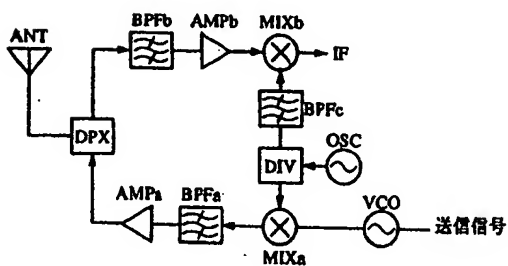 BPFb
AMPb
MIXb
ANT
IF
BPFc
DPX
OSC
DIV
AMPa
BPFa
VCO
送信信号
MIXa